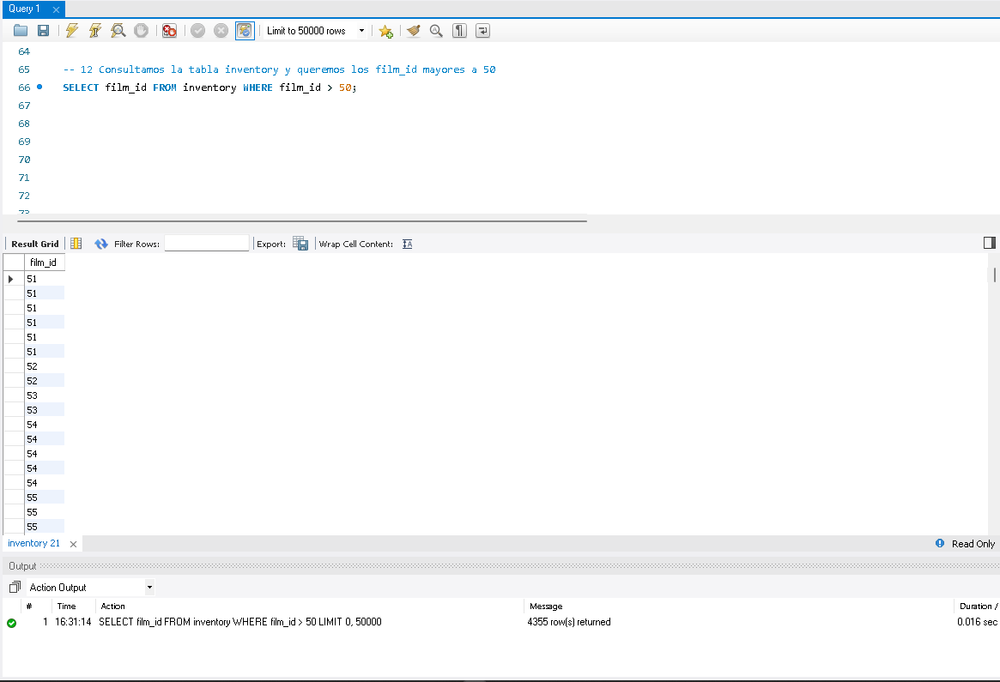 Query 1
Limit to 50000 rows
64
65 -- 12 Consultamos la tabla inventory y queremos los film_id mayores a 50
66 SELECT film_id FROM inventory WHERE film_id > 50;
67
68
69
70
71
72
73
Result Grid Filter Rows: Export: Wrap Cell Content:
film_id
51
51
51
51
51
51
52
52
53
53
54
54
54
54
54
55
55
55
inventory 21 Read Only
Output
Action Output
# Time Action Message Duration /
1 16:31:14 SELECT film_id FROM inventory WHERE film_id > 50 LIMIT 0, 50000 4355 row(s) returned 0.016 sec